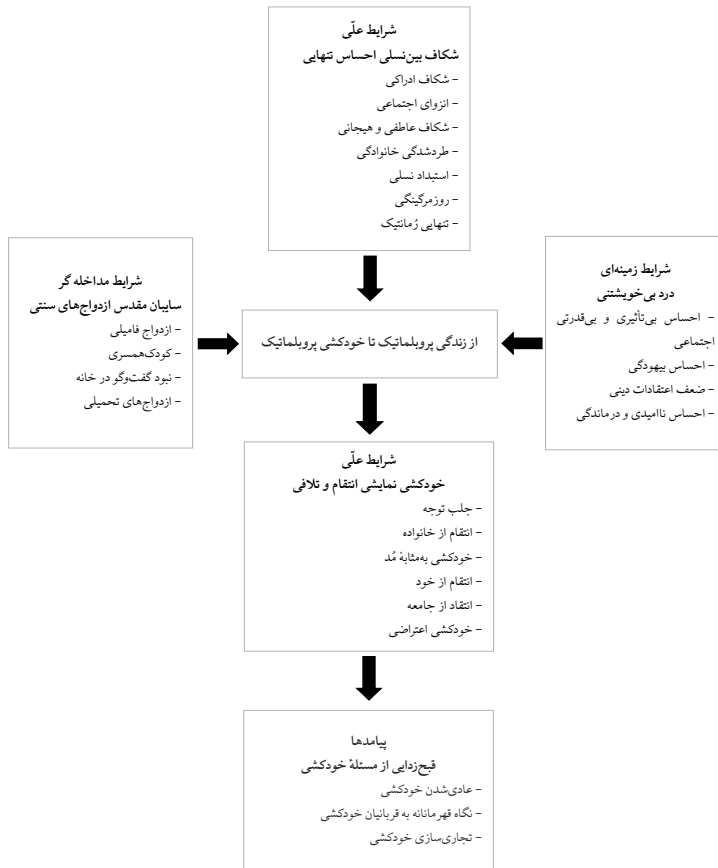 شرایط علّی
شکاف بین‌نسلی احساس تنهایی
- شکاف ادراکی
- انزوای اجتماعی
- شکاف عاطفی و هیجانی
- طردشدگی خانوادگی
- استبداد نسلی
- روزمرگینگی
- تنهایی رُمانتیک
شرایط زمینه‌ای
درد بی‌خویشتنی
- احساس بی‌تأثیری و بی‌قدرتی
اجتماعی
- احساس بیهودگی
- ضعف اعتقادات دینی
- احساس ناامیدی و درماندگی
از زندگی پروبلماتیک تا خودکشی پروبلماتیک
شرایط مداخله گر
سایبان مقدس ازدواج‌های سنتی
- ازدواج فامیلی
- کودک‌همسری
- نبود گفت‌وگو در خانه
- ازدواج‌های تحمیلی
شرایط علّی
خودکشی نمایشی انتقام و تلافی
- جلب توجه
- انتقام از خانواده
- خودکشی به‌مثابهٔ مُد
- انتقام از خود
- انتقاد از جامعه
- خودکشی اعتراضی
پیامدها
قبح‌زدایی از مسئلهٔ خودکشی
- عادی‌شدن خودکشی
- نگاه قهرمانانه به قربانیان خودکشی
- تجاری‌سازی خودکشی